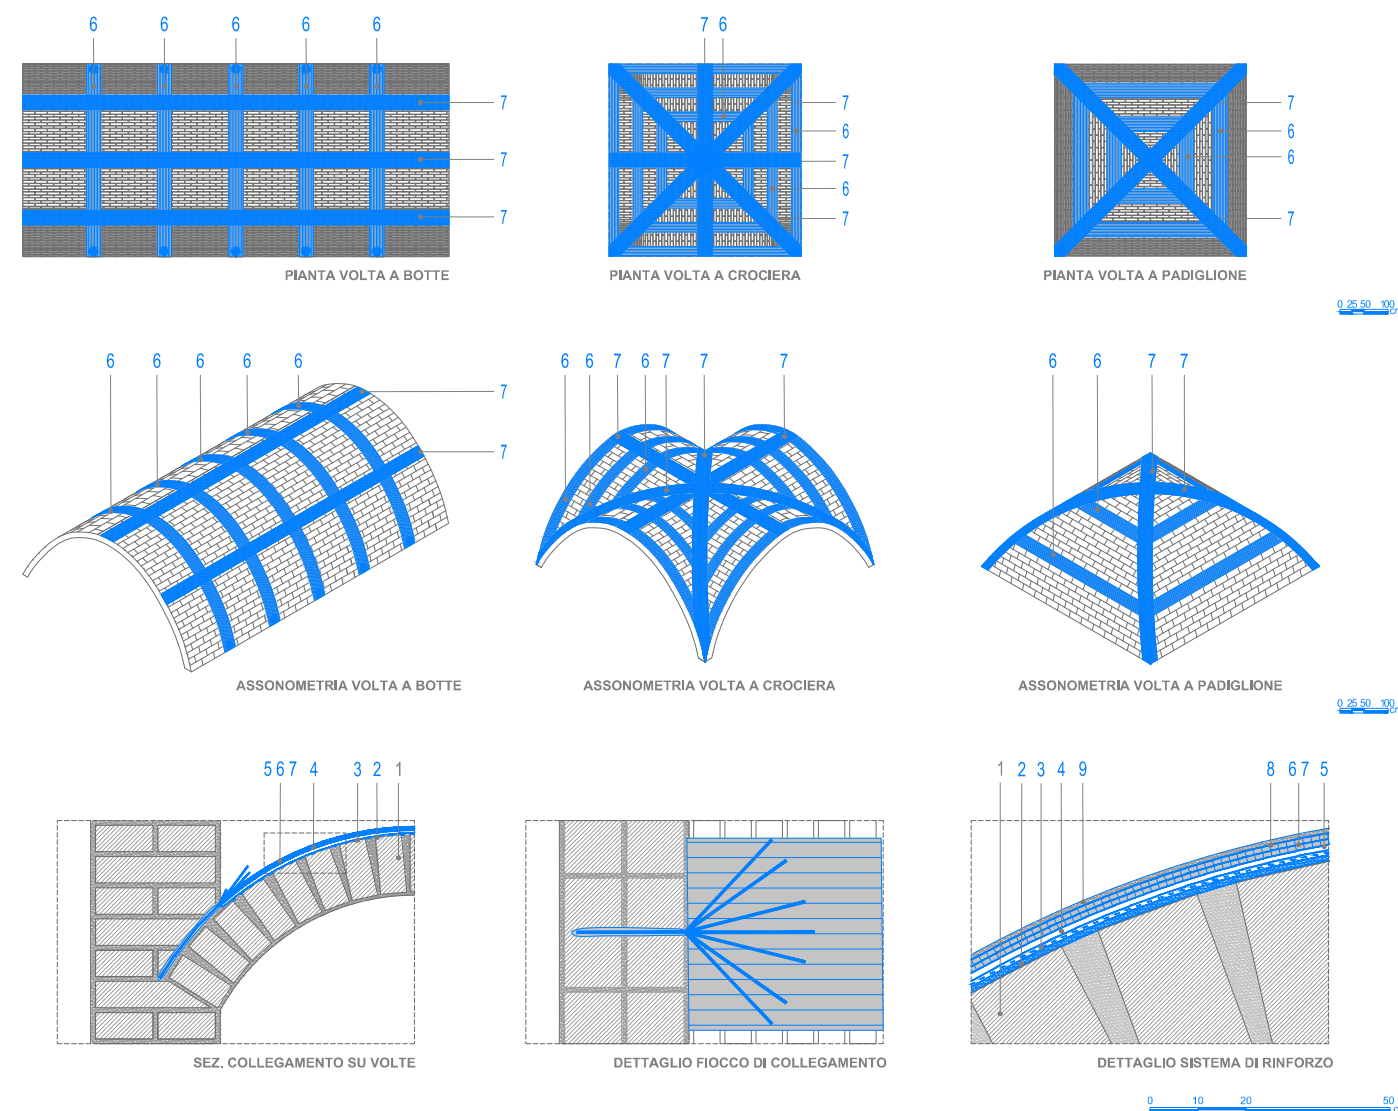 6 6 6 6 6 7 6
7 7 7
6 6
7 7 6
7 6 7 7
PIANTA VOLTA A BOTTE PIANTA VOLTA A CROCIERA PIANTA VOLTA A PADIGLIONE
0 25 50 100
6 6 6 6 6 6 6 7 6 7 7 7 6 6 7 7
7
7
ASSONOMETRIA VOLTA A BOTTE ASSONOMETRIA VOLTA A CROCIERA ASSONOMETRIA VOLTA A PADIGLIONE
0 25 50 100
5 6 7 4 3 2 1 1 2 3 4 9 8 6 7 5
SEZ. COLLEGAMENTO SU VOLTE DETTAGLIO FIOCCO DI COLLEGAMENTO DETTAGLIO SISTEMA DI RINFORZO
0 10 20 50